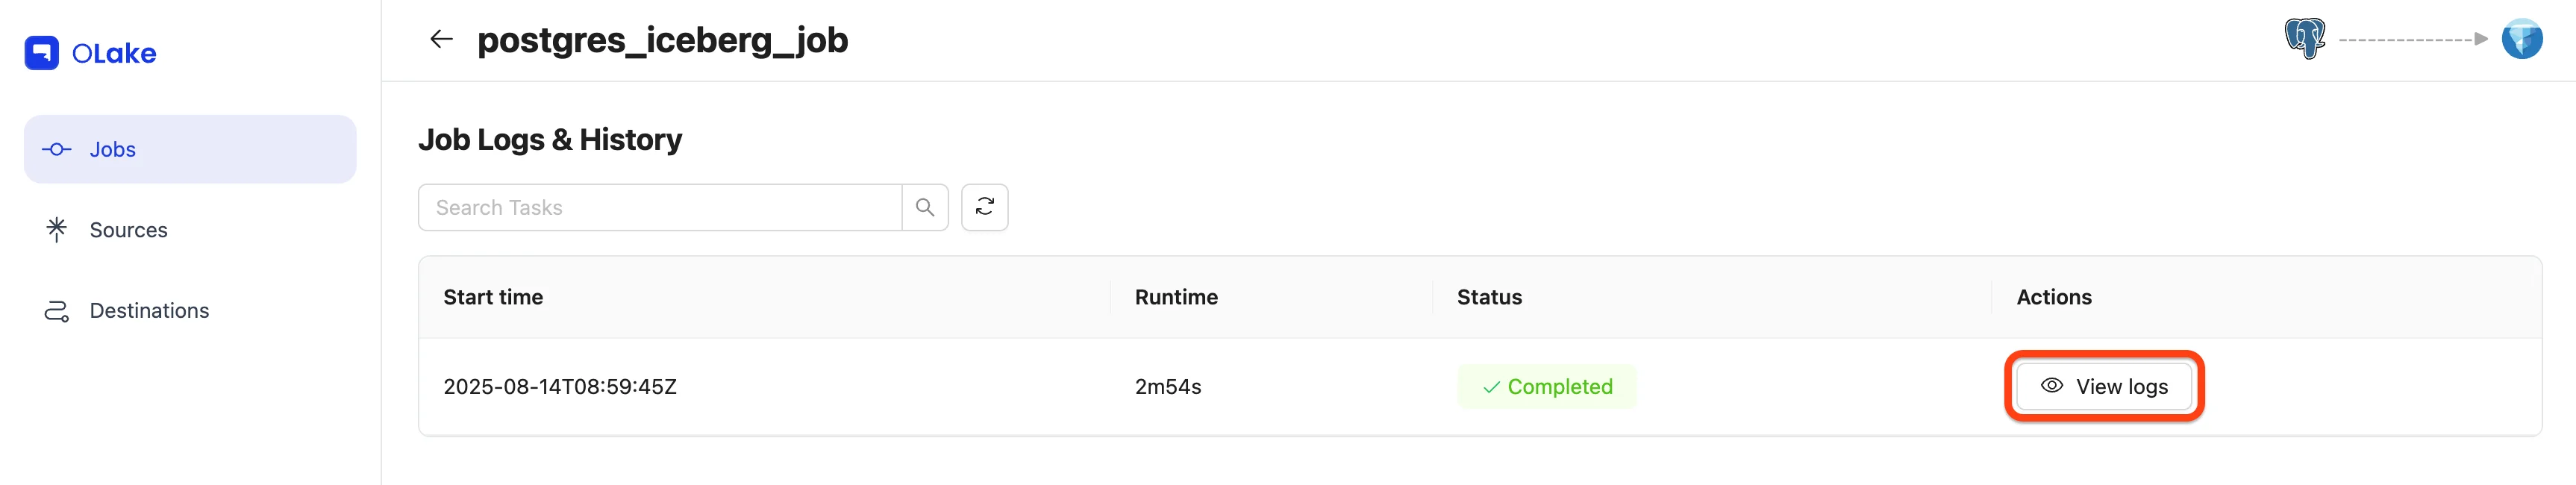 OLake
Jobs
Sources
Destinations
postgres_iceberg_job
Job Logs & History
Search Tasks
Start time Runtime Status Actions
2025-08-14T08:59:45Z 2m54s Completed View logs